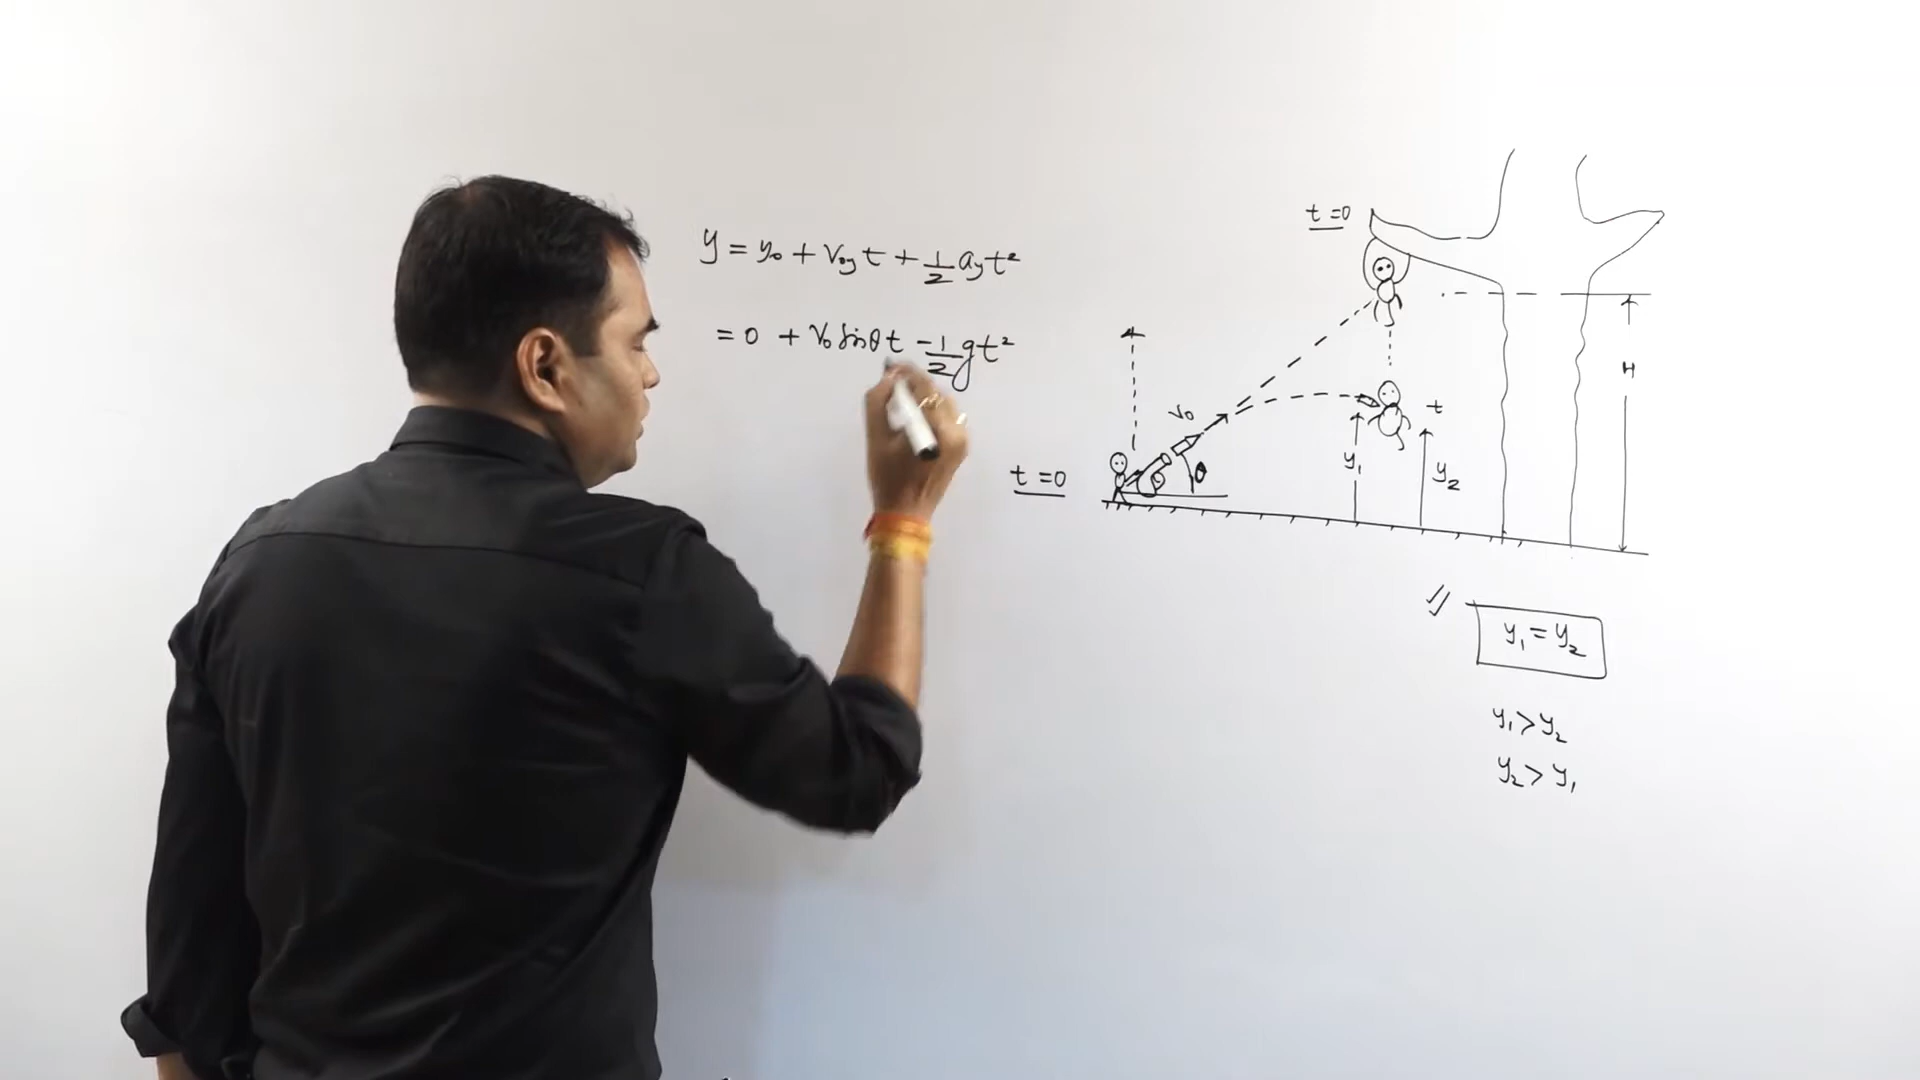 y = y₀ + v₀y t + 1/2 ay t²
= 0 + v₀ sinθ t - 1/2 g t²
t = 0
H
v₀
t
t = 0
θ
y₁
y₂
y₁ = y₂
y₁ > y₂
y₂ > y₁